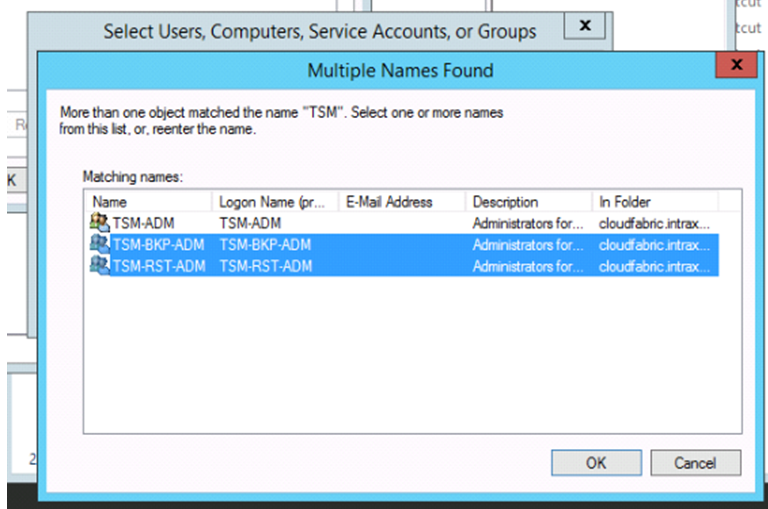 tcut
Select Users, Computers, Service Accounts, or Groups
x
tcut
Multiple Names Found
x
More than one object matched the name "TSM". Select one or more names
from this list, or, reenter the name.
R
K
Matching names:
Name Logon Name (pr... E-Mail Address Description In Folder
TSM-ADM TSM-ADM Administrators for... cloudfabric.intrax...
TSM-BKP-ADM TSM-BKP-ADM Administrators for... cloudfabric.intrax...
TSM-RST-ADM TSM-RST-ADM Administrators for... cloudfabric.intrax...
2
OK Cancel